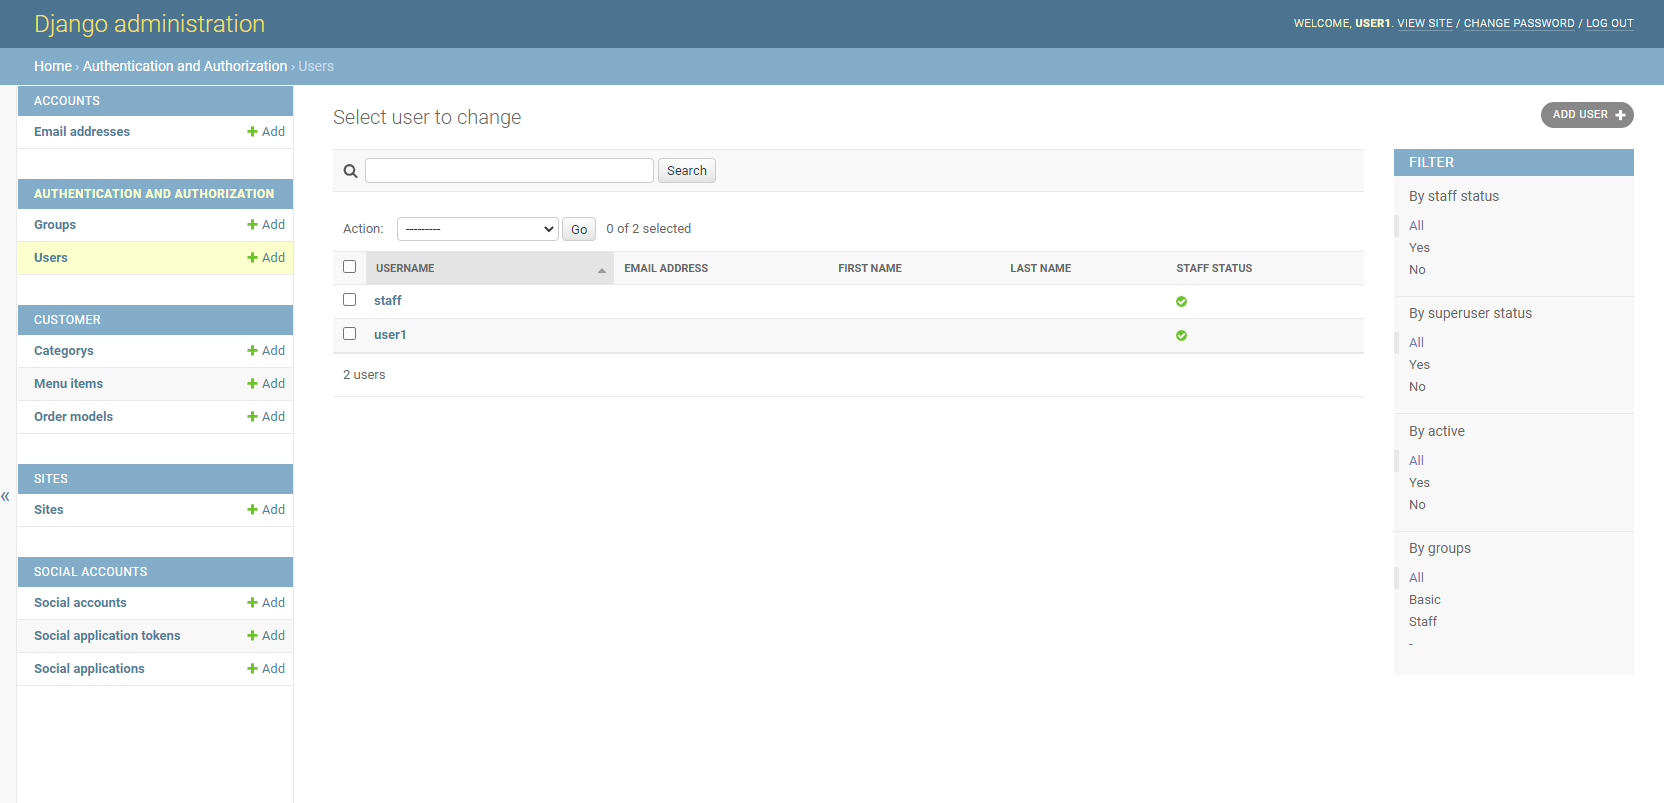 Django administration
WELCOME, USER1. VIEW SITE / CHANGE PASSWORD / LOG OUT
Home › Authentication and Authorization › Users
«
ACCOUNTS
Email addresses
Add
AUTHENTICATION AND AUTHORIZATION
Groups
Add
Users
Add
CUSTOMER
Categorys
Add
Menu items
Add
Order models
Add
SITES
Sites
Add
SOCIAL ACCOUNTS
Social accounts
Add
Social application tokens
Add
Social applications
Add
Select user to change
ADD USER
Search
Action:
---------
Go
0 of 2 selected
USERNAME
EMAIL ADDRESS
FIRST NAME
LAST NAME
STAFF STATUS
staff
user1
2 users
FILTER
By staff status
All
Yes
No
By superuser status
All
Yes
No
By active
All
Yes
No
By groups
All
Basic
Staff
-